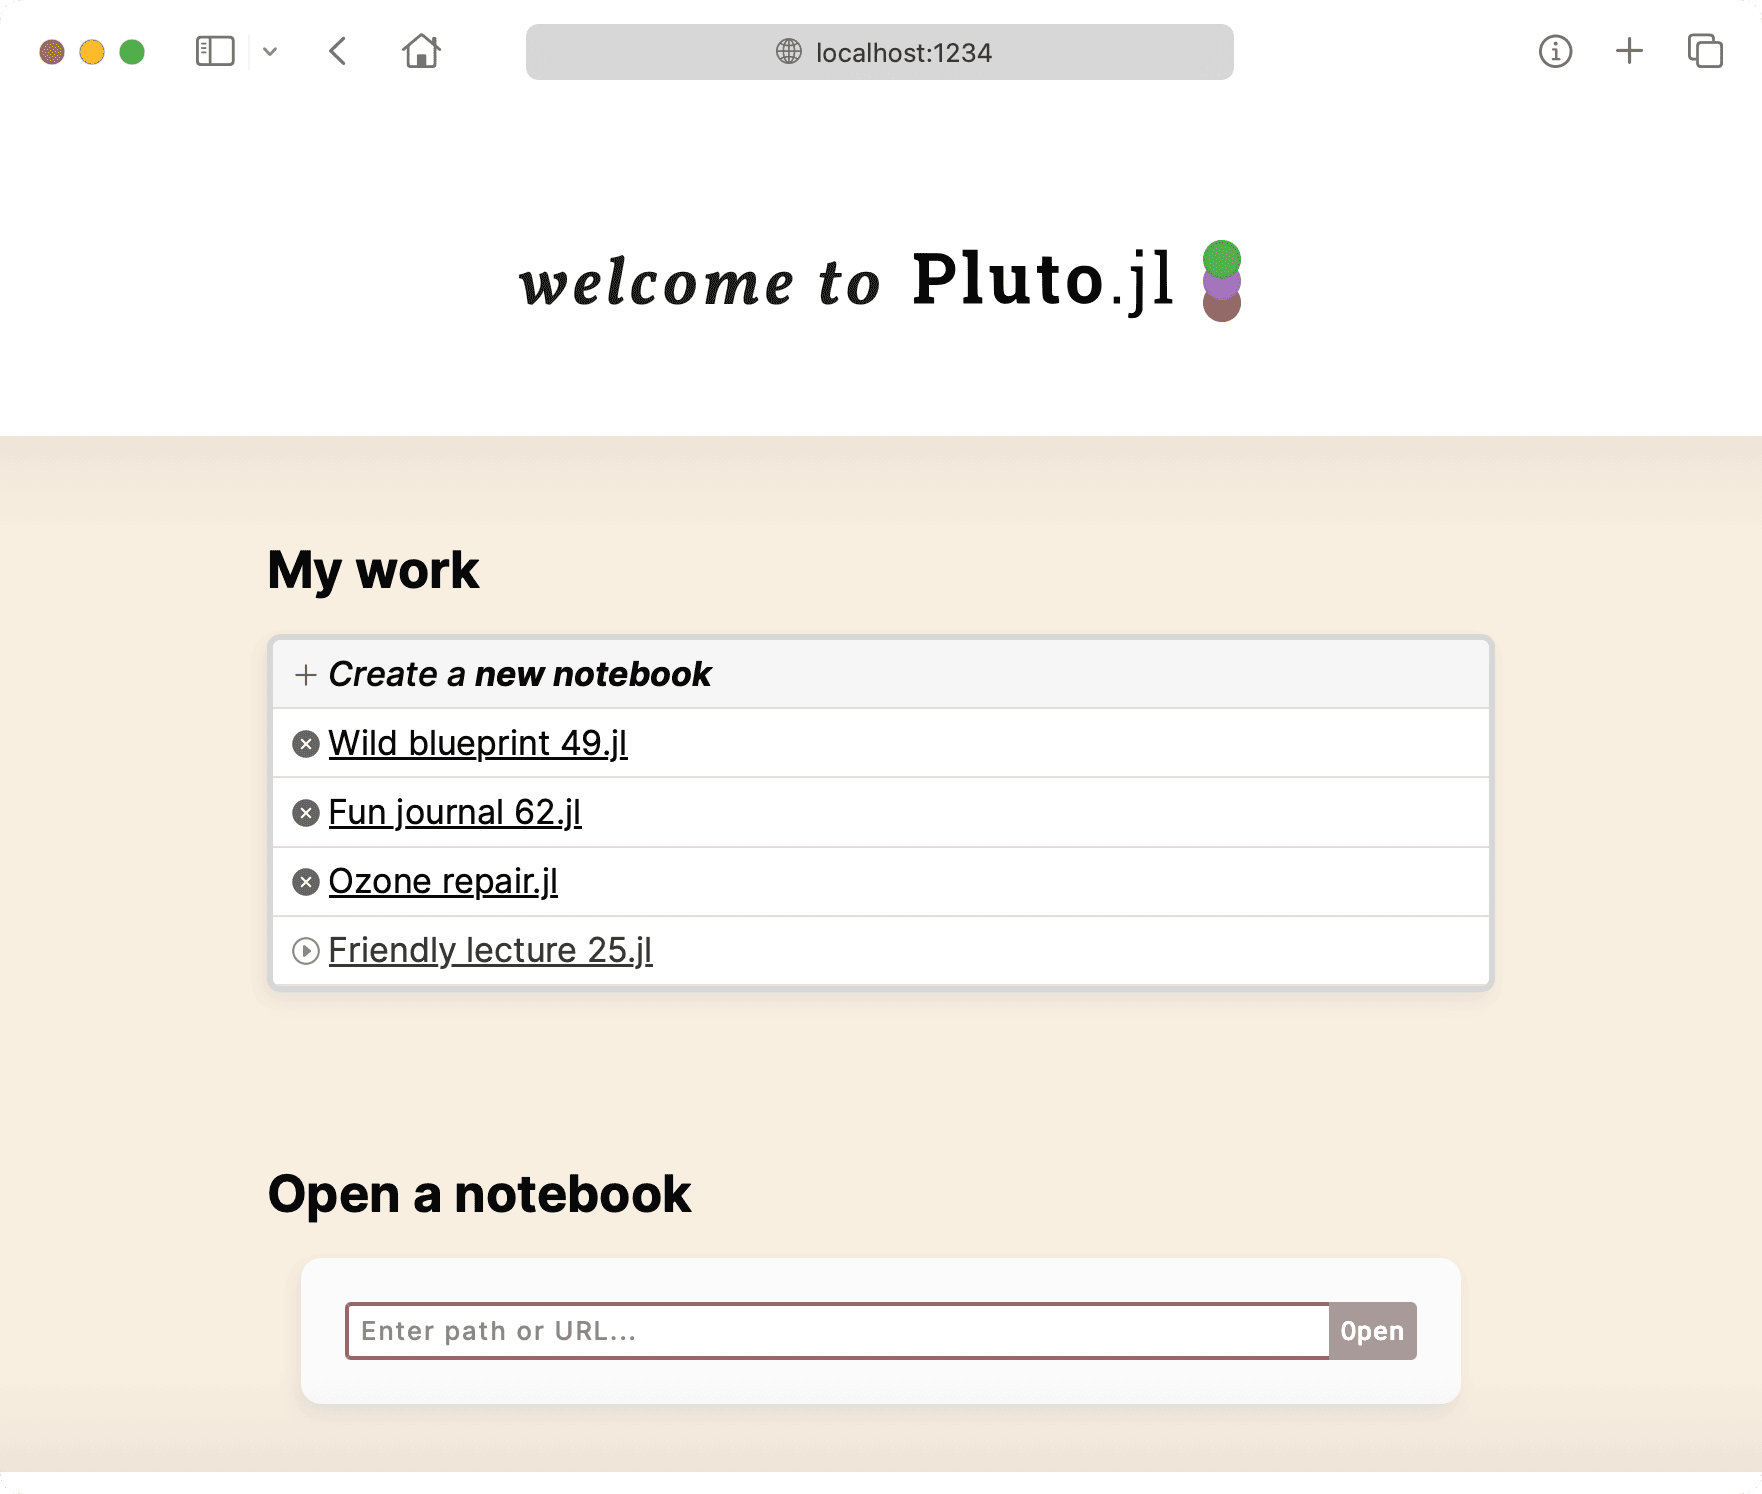 localhost:1234
welcome to Pluto.jl
My work
Create a new notebook
Wild blueprint 49.jl
Fun journal 62.jl
Ozone repair.jl
Friendly lecture 25.jl
Open a notebook
Enter path or URL...
Open